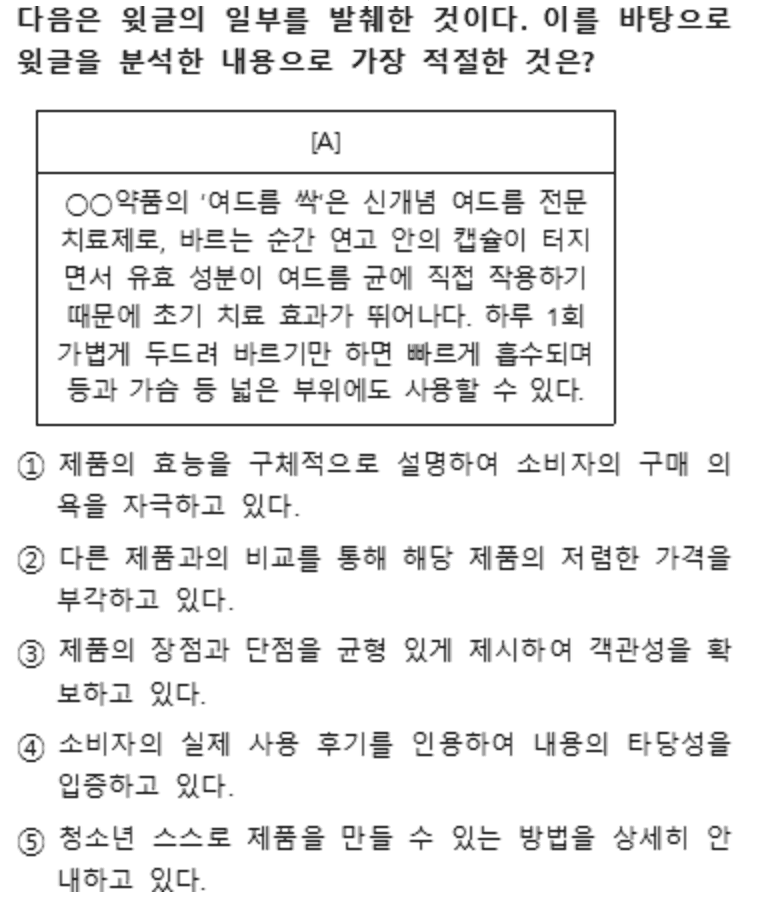 다음은 윗글의 일부를 발췌한 것이다. 이를 바탕으로
윗글을 분석한 내용으로 가장 적절한 것은?
[A]
○○약품의 '여드름 싹'은 신개념 여드름 전문
치료제로, 바르는 순간 연고 안의 캡슐이 터지
면서 유효 성분이 여드름 균에 직접 작용하기
때문에 초기 치료 효과가 뛰어나다. 하루 1회
가볍게 두드려 바르기만 하면 빠르게 흡수되며
등과 가슴 등 넓은 부위에도 사용할 수 있다.
① 제품의 효능을 구체적으로 설명하여 소비자의 구매 의
욕을 자극하고 있다.
② 다른 제품과의 비교를 통해 해당 제품의 저렴한 가격을
부각하고 있다.
③ 제품의 장점과 단점을 균형 있게 제시하여 객관성을 확
보하고 있다.
④ 소비자의 실제 사용 후기를 인용하여 내용의 타당성을
입증하고 있다.
⑤ 청소년 스스로 제품을 만들 수 있는 방법을 상세히 안
내하고 있다.